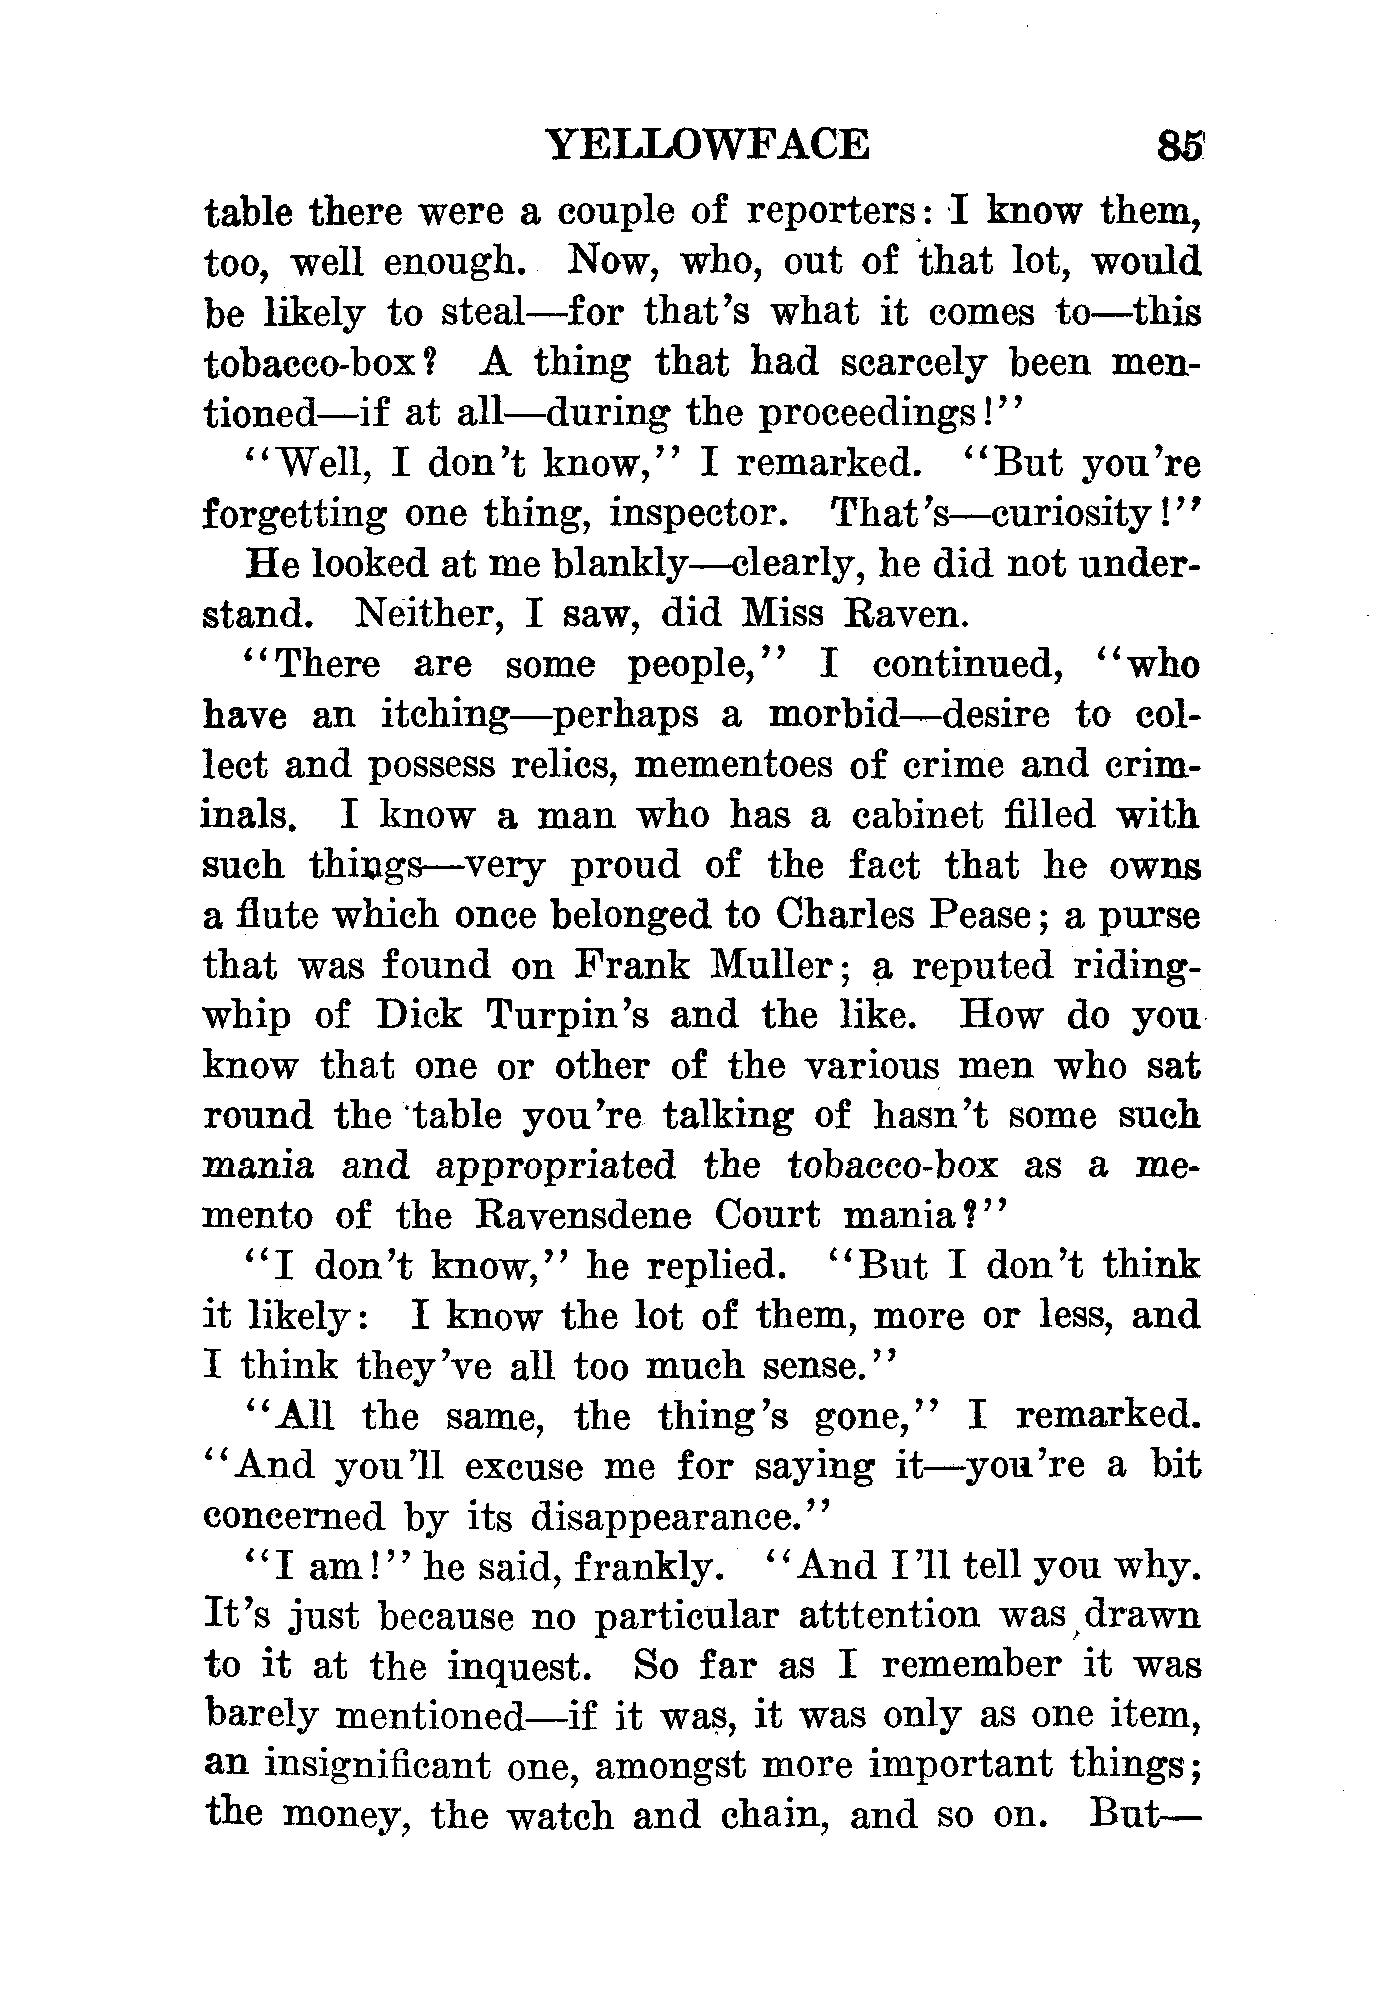 YELLOWFACE 85
table there were a couple of reporters: I know them,
too, well enough. Now, who, out of that lot, would
be likely to steal—for that's what it comes to—this
tobacco-box? A thing that had scarcely been men-
tioned—if at all—during the proceedings!"
"Well, I don't know," I remarked. "But you're
forgetting one thing, inspector. That's—curiosity!"
He looked at me blankly—clearly, he did not under-
stand. Neither, I saw, did Miss Raven.
"There are some people," I continued, "who
have an itching—perhaps a morbid—desire to col-
lect and possess relics, mementoes of crime and crim-
inals. I know a man who has a cabinet filled with
such things—very proud of the fact that he owns
a flute which once belonged to Charles Pease; a purse
that was found on Frank Muller; a reputed riding-
whip of Dick Turpin's and the like. How do you
know that one or other of the various men who sat
round the table you're talking of hasn't some such
mania and appropriated the tobacco-box as a me-
mento of the Ravensdene Court mania?"
"I don't know," he replied. "But I don't think
it likely: I know the lot of them, more or less, and
I think they've all too much sense."
"All the same, the thing's gone," I remarked.
"And you'll excuse me for saying it—you're a bit
concerned by its disappearance."
"I am!" he said, frankly. "And I'll tell you why.
It's just because no particular atttention was drawn
to it at the inquest. So far as I remember it was
barely mentioned—if it was, it was only as one item,
an insignificant one, amongst more important things;
the money, the watch and chain, and so on. But—